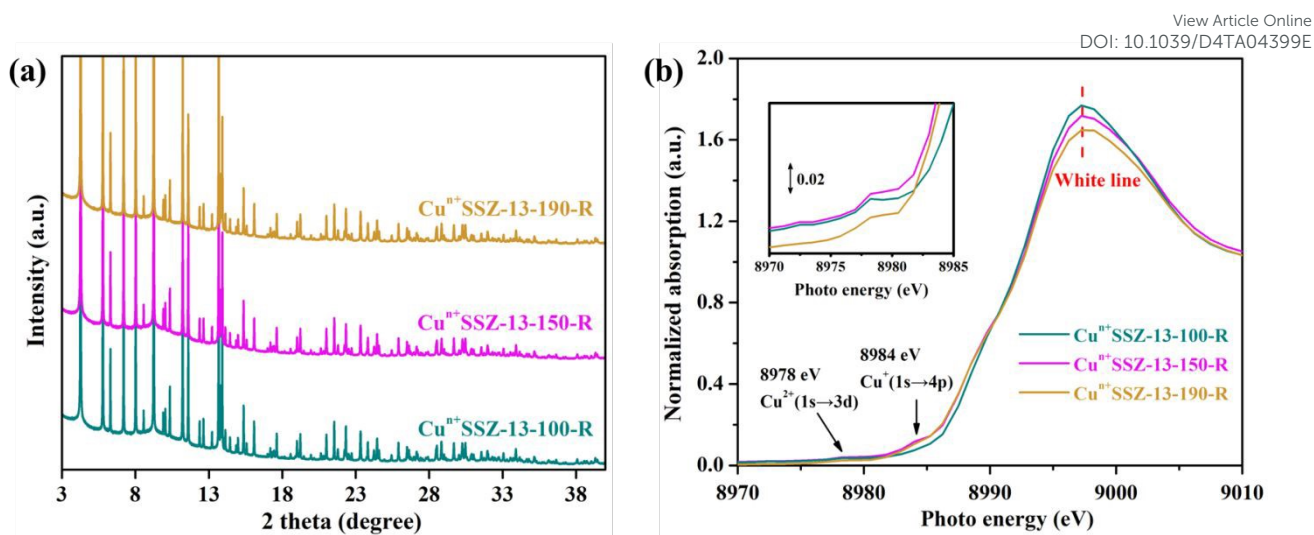 View Article Online
DOI: 10.1039/D4TA04399E
(a)
Intensity (a.u.)
Cuⁿ⁺SSZ-13-190-R
Cuⁿ⁺SSZ-13-150-R
Cuⁿ⁺SSZ-13-100-R
3 8 13 18 23 28 33 38
2 theta (degree)
(b)
Normalized absorption (a.u.)
2.0
1.6
1.2
0.8
0.4
0.0
0.02
8970 8975 8980 8985
Photo energy (eV)
White line
8978 eV
Cu²⁺(1s→3d)
8984 eV
Cu⁺(1s→4p)
Cuⁿ⁺SSZ-13-100-R
Cuⁿ⁺SSZ-13-150-R
Cuⁿ⁺SSZ-13-190-R
8970 8980 8990 9000 9010
Photo energy (eV)